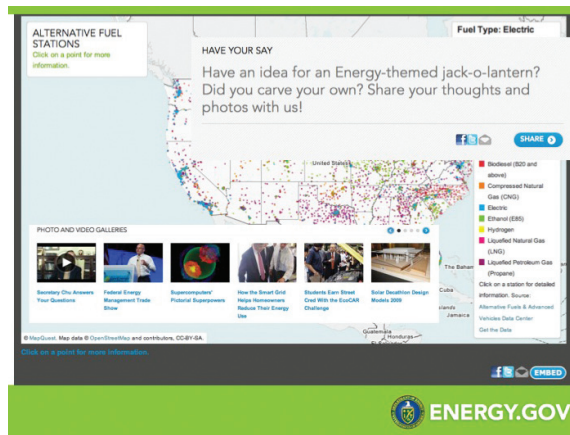 ALTERNATIVE FUEL
STATIONS
Click on a point for more
information.
Fuel Type: Electric
HAVE YOUR SAY
Have an idea for an Energy-themed jack-o-lantern?
Did you carve your own? Share your thoughts and
photos with us!
SHARE
United States
Biodiesel (B20 and
above)
Compressed Natural
Gas (CNG)
Electric
Ethanol (E85)
Hydrogen
Liquefied Natural Gas
(LNG)
Liquefied Petroleum Gas
(Propane)
Click on a station for detailed
information. Source:
Alternative Fuels & Advanced
Vehicles Data Center
Get the Data
PHOTO AND VIDEO GALLERIES
Secretary Chu Answers
Your Questions
Federal Energy
Management Trade
Show
Supercomputers'
Pictorial Superpowers
How the Smart Grid
Helps Homeowners
Reduce Their Energy
Use
Students Earn Street
Cred With the EcoCAR
Challenge
Solar Decathlon Design
Models 2009
The Baham
Cuba
Jamaica
Guatemala
Honduras
© MapQuest. Map data © OpenStreetMap and contributors, CC-BY-SA.
Click on a point for more information.
EMBED
ENERGY.GOV